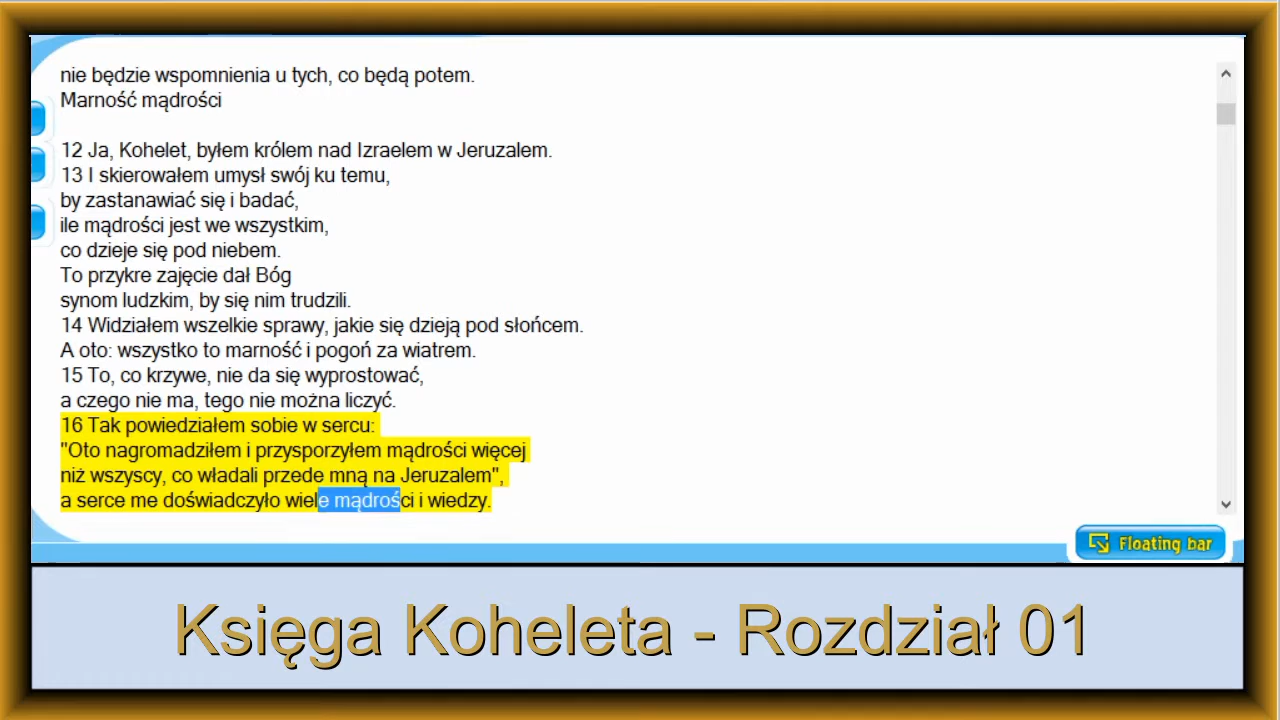 nie będzie wspomnienia u tych, co będą potem.
Marność mądrości
12 Ja, Kohelet, byłem królem nad Izraelem w Jeruzalem.
13 I skierowałem umysł swój ku temu,
by zastanawiać się i badać,
ile mądrości jest we wszystkim,
co dzieje się pod niebem.
To przykre zajęcie dał Bóg
synom ludzkim, by się nim trudzili.
14 Widziałem wszelkie sprawy, jakie się dzieją pod słońcem.
A oto: wszystko to marność i pogoń za wiatrem.
15 To, co krzywe, nie da się wyprostować,
a czego nie ma, tego nie można liczyć.
16 Tak powiedziałem sobie w sercu:
"Oto nagromadziłem i przysporzyłem mądrości więcej
niż wszyscy, co władali przede mną na Jeruzalem",
a serce me doświadczyło wiele mądrości i wiedzy.
Floating bar
Księga Koheleta - Rozdział 01